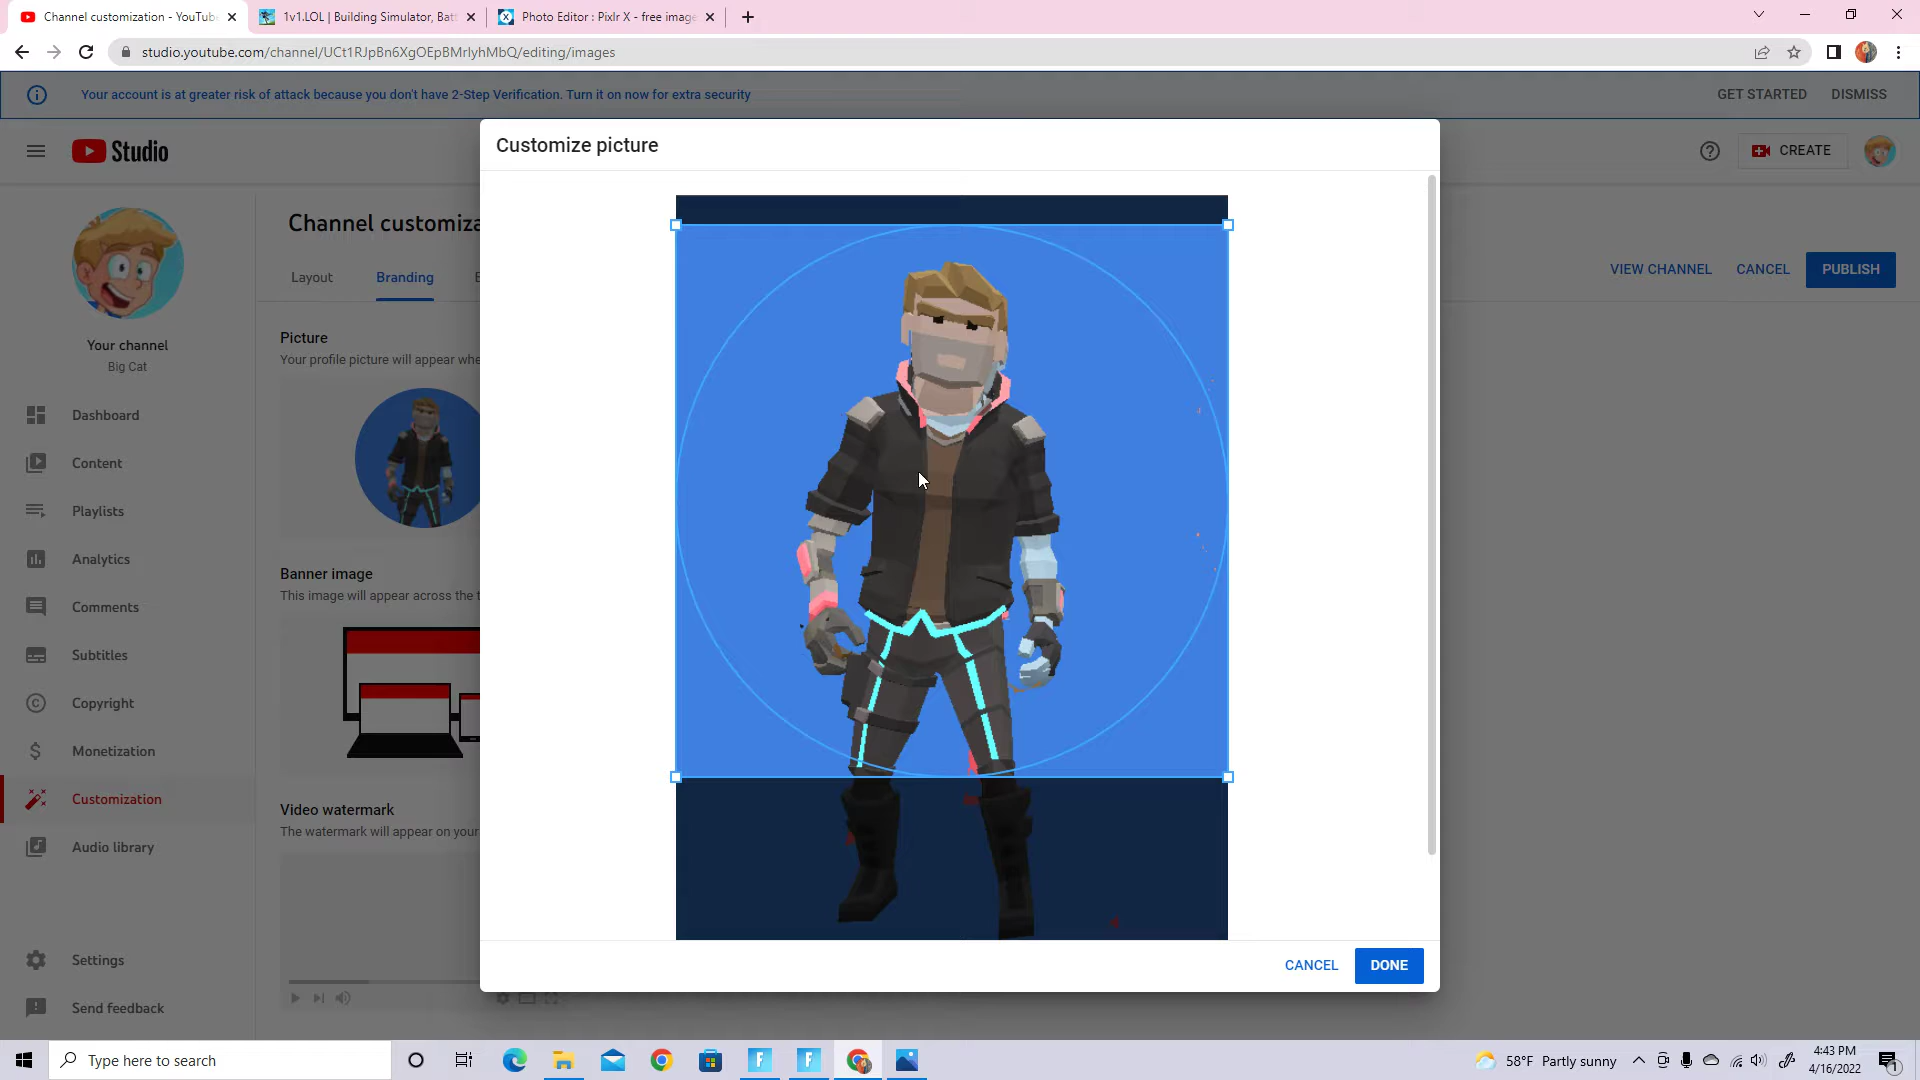 Channel customization - YouTub
1v1.LOL | Building Simulator, Batt
Photo Editor : Pixlr X - free image
studio.youtube.com/channel/UCt1RJpBn6XgOEpBMrlyhMbQ/editing/images
Your account is at greater risk of attack because you don't have 2-Step Verification. Turn it on now for extra security
GET STARTED
DISMISS
Studio
CREATE
Customize picture
Channel customiza
VIEW CHANNEL
CANCEL
PUBLISH
Layout
Branding
Your channel
Big Cat
Picture
Your profile picture will appear whe
Dashboard
Content
Playlists
Analytics
Comments
Subtitles
Copyright
Monetization
Customization
Audio library
Banner image
This image will appear across the t
Video watermark
The watermark will appear on your
Settings
Send feedback
CANCEL
DONE
Type here to search
58°F Partly sunny
4:43 PM
4/16/2022